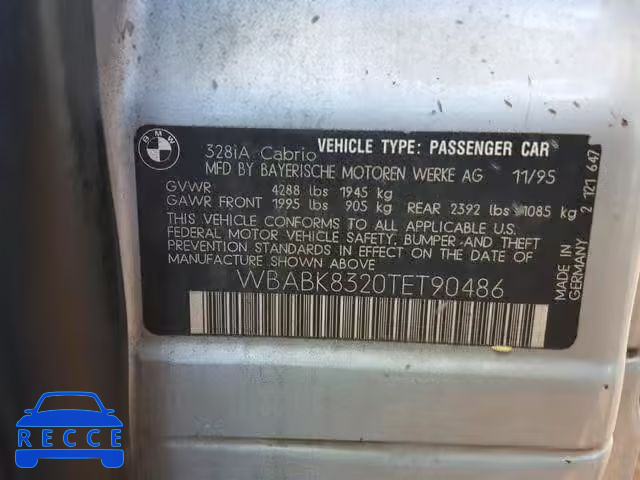 BMW
328iA Cabrio VEHICLE TYPE: PASSENGER CAR
MFD BY BAYERISCHE MOTOREN WERKE AG 11/95
GVWR 4288 lbs 1945 kg
GAWR FRONT 1995 lbs 905 kg REAR 2392 lbs 1085 kg
THIS VEHICLE CONFORMS TO ALL APPLICABLE U.S.
FEDERAL MOTOR VEHICLE SAFETY, BUMPER AND THEFT
PREVENTION STANDARDS IN EFFECT ON THE DATE OF
MANUFACTURE SHOWN ABOVE.
WBABK8320TET90486
MADE IN
GERMANY
2 121 647
RECCE